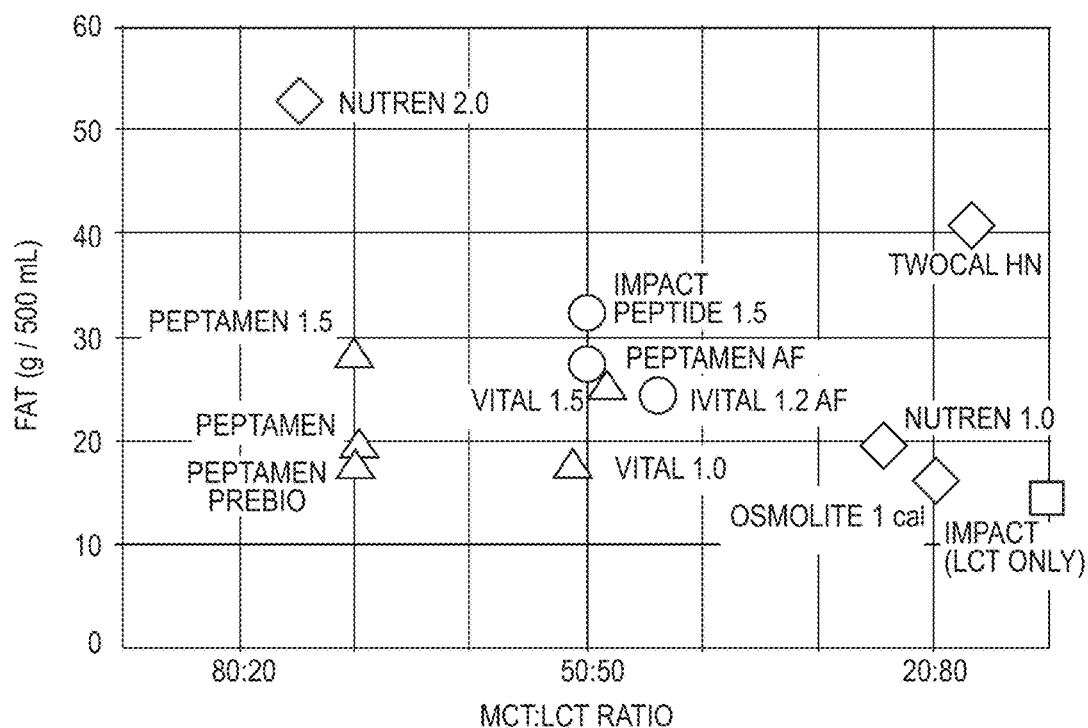 60
NUTREN 2.0
50
40
TWOCAL HN
IMPACT
PEPTIDE 1.5
PEPTAMEN 1.5
30
PEPTAMEN AF
VITAL 1.5
IVITAL 1.2 AF
NUTREN 1.0
PEPTAMEN
20
PEPTAMEN
PREBIO
VITAL 1.0
OSMOLITE 1 cal
IMPACT
(LCT ONLY)
10
0
FAT (g / 500 mL)
80:20
50:50
20:80
MCT:LCT RATIO